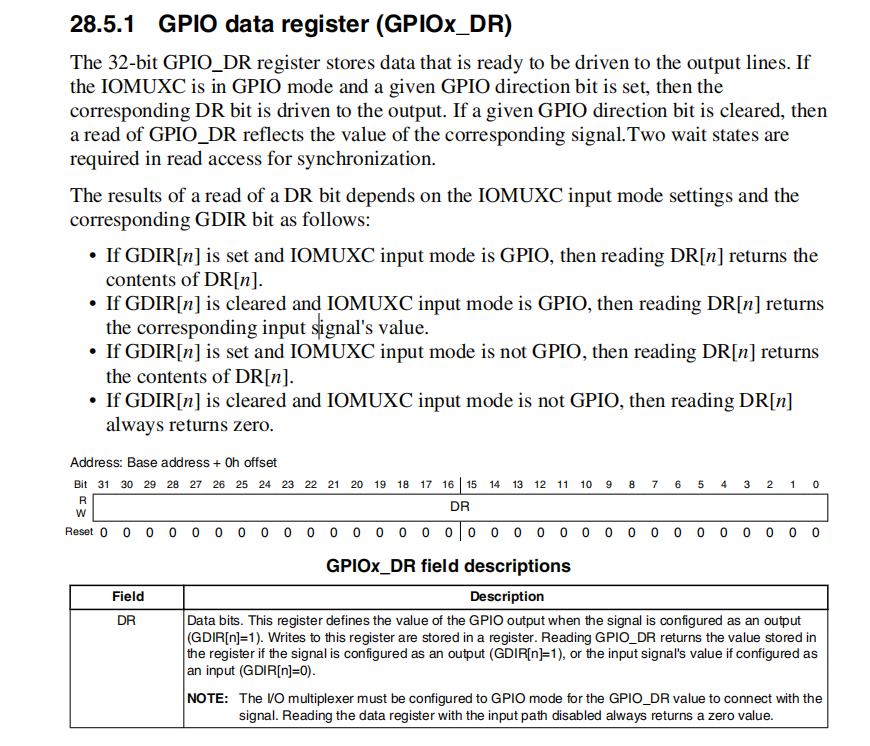 28.5.1 GPIO data register (GPIOx_DR)
The 32-bit GPIO_DR register stores data that is ready to be driven to the output lines. If
the IOMUXC is in GPIO mode and a given GPIO direction bit is set, then the
corresponding DR bit is driven to the output. If a given GPIO direction bit is cleared, then
a read of GPIO_DR reflects the value of the corresponding signal.Two wait states are
required in read access for synchronization.
The results of a read of a DR bit depends on the IOMUXC input mode settings and the
corresponding GDIR bit as follows:
• If GDIR[n] is set and IOMUXC input mode is GPIO, then reading DR[n] returns the
contents of DR[n].
• If GDIR[n] is cleared and IOMUXC input mode is GPIO, then reading DR[n] returns
the corresponding input signal's value.
• If GDIR[n] is set and IOMUXC input mode is not GPIO, then reading DR[n] returns
the contents of DR[n].
• If GDIR[n] is cleared and IOMUXC input mode is not GPIO, then reading DR[n]
always returns zero.
Address: Base address + 0h offset
Bit 31 30 29 28 27 26 25 24 23 22 21 20 19 18 17 16 15 14 13 12 11 10 9 8 7 6 5 4 3 2 1 0
R
DR
W
Reset 0 0 0 0 0 0 0 0 0 0 0 0 0 0 0 0 0 0 0 0 0 0 0 0 0 0 0 0 0 0 0 0
GPIOx_DR field descriptions
Field Description
DR Data bits. This register defines the value of the GPIO output when the signal is configured as an output
(GDIR[n]=1). Writes to this register are stored in a register. Reading GPIO_DR returns the value stored in
the register if the signal is configured as an output (GDIR[n]=1), or the input signal's value if configured as
an input (GDIR[n]=0).
NOTE: The I/O multiplexer must be configured to GPIO mode for the GPIO_DR value to connect with the
signal. Reading the data register with the input path disabled always returns a zero value.